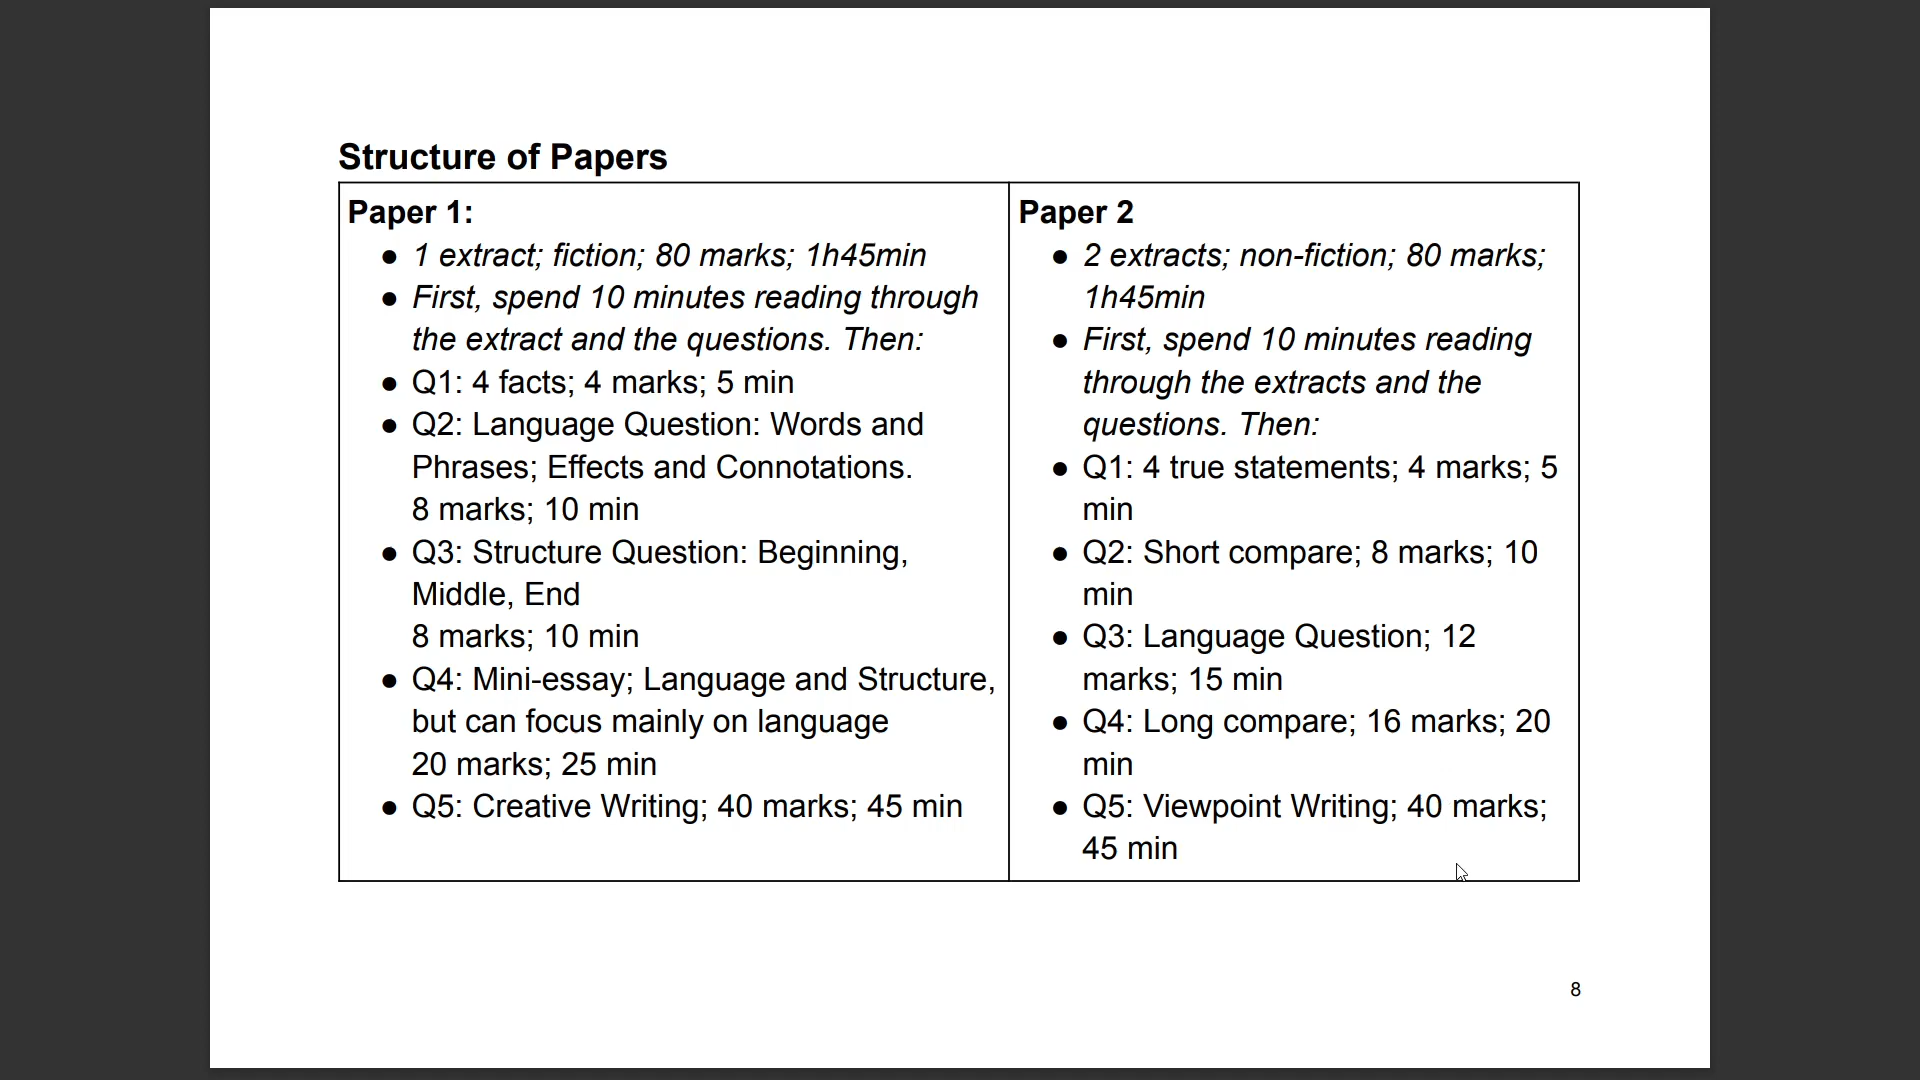 Structure of Papers
Paper 1:
● 1 extract; fiction; 80 marks; 1h45min
● First, spend 10 minutes reading through
the extract and the questions. Then:
● Q1: 4 facts; 4 marks; 5 min
● Q2: Language Question: Words and
Phrases; Effects and Connotations.
8 marks; 10 min
● Q3: Structure Question: Beginning,
Middle, End
8 marks; 10 min
● Q4: Mini-essay; Language and Structure,
but can focus mainly on language
20 marks; 25 min
● Q5: Creative Writing; 40 marks; 45 min
Paper 2
● 2 extracts; non-fiction; 80 marks;
1h45min
● First, spend 10 minutes reading
through the extracts and the
questions. Then:
● Q1: 4 true statements; 4 marks; 5
min
● Q2: Short compare; 8 marks; 10
min
● Q3: Language Question; 12
marks; 15 min
● Q4: Long compare; 16 marks; 20
min
● Q5: Viewpoint Writing; 40 marks;
45 min
8